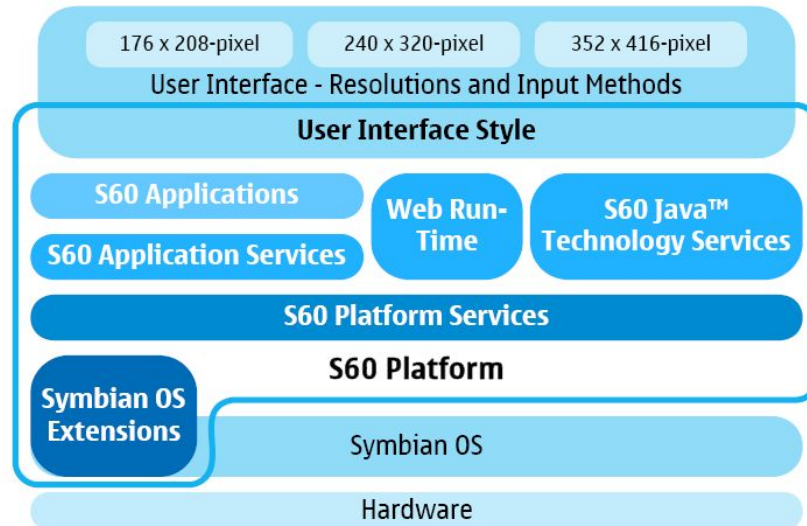 176 x 208-pixel
240 x 320-pixel
352 x 416-pixel
User Interface - Resolutions and Input Methods
User Interface Style
S60 Applications
S60 Application Services
Web Run-
Time
S60 Java™
Technology Services
S60 Platform Services
S60 Platform
Symbian OS
Extensions
Symbian OS
Hardware